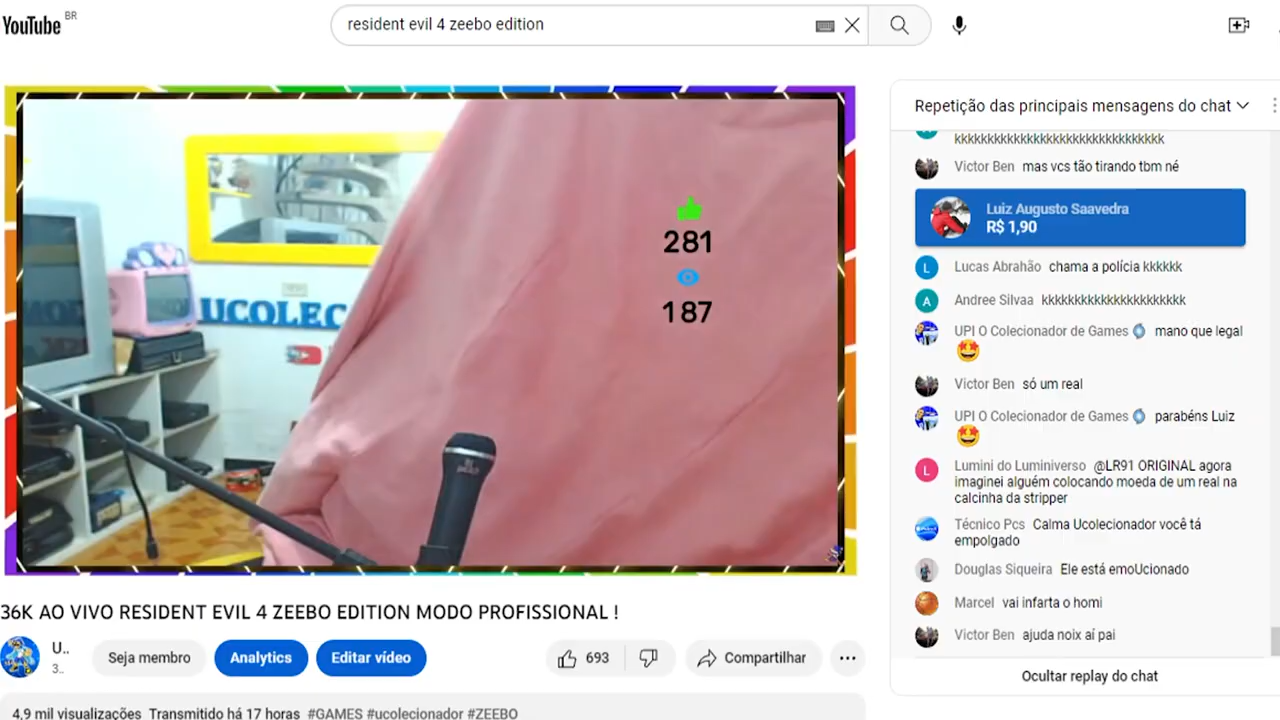 YouTube BR
resident evil 4 zeebo edition
Repetição das principais mensagens do chat
kkkkkkkkkkkkkkkkkkkkkkkkkkkkkkkkkk
Victor Ben mas vcs tão tirando tbm né
Luiz Augusto Saavedra
R$ 1,90
Lucas Abrahão chama a polícia kkkkkk
Andree Silvaa kkkkkkkkkkkkkkkkkkkkkkk
UPI O Colecionador de Games mano que legal
Victor Ben só um real
UPI O Colecionador de Games parabéns Luiz
Lumini do Luminiverso @LR91 ORIGINAL agora
imaginei alguém colocando moeda de um real na
calcinha da stripper
Técnico Pcs Calma Ucolecionador você tá
empolgado
Douglas Siqueira Ele está emoUcionado
Marcel vai infarta o homi
Victor Ben ajuda noix aí pai
Ocultar replay do chat
281
187
UCOLEC
36K AO VIVO RESIDENT EVIL 4 ZEEBO EDITION MODO PROFISSIONAL !
U..
3..
Seja membro
Analytics
Editar vídeo
693
Compartilhar
4,9 mil visualizações Transmitido há 17 horas #GAMES #ucolecionador #ZEEBO